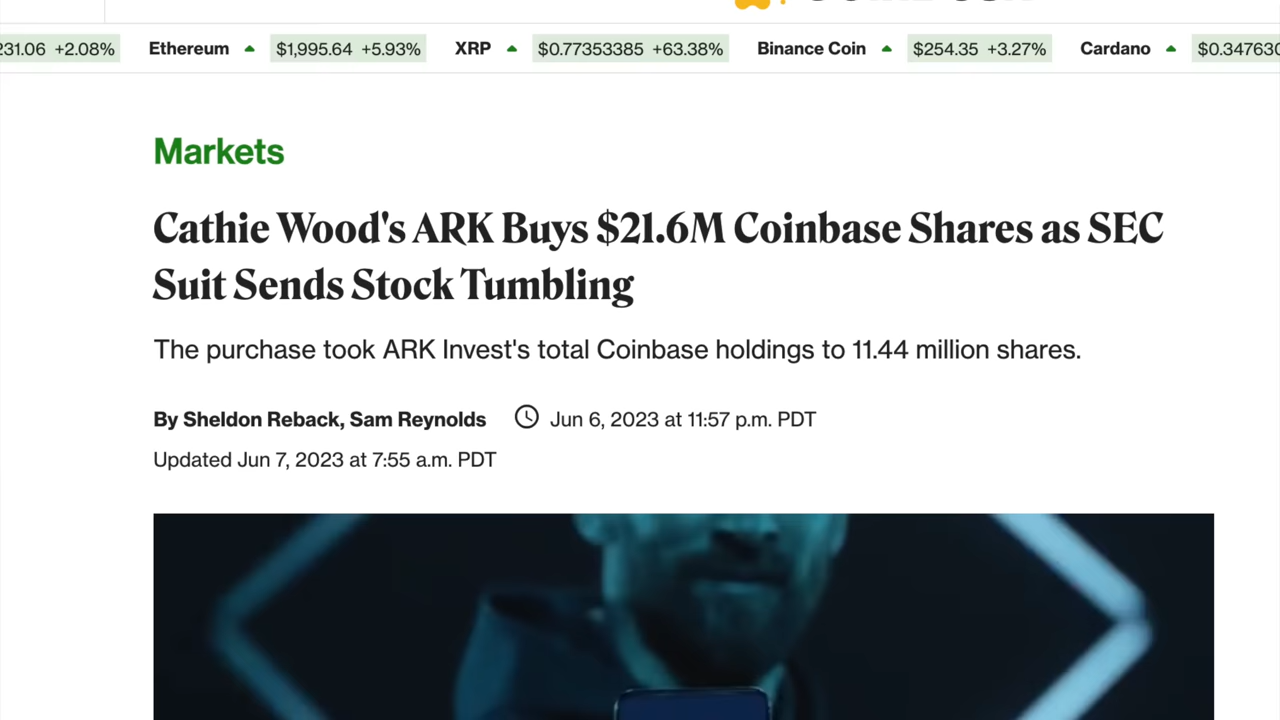 231.06 +2.08% Ethereum ▲ $1,995.64 +5.93% XRP ▲ $0.77353385 +63.38% Binance Coin ▲ $254.35 +3.27% Cardano ▲ $0.347630
Markets
Cathie Wood's ARK Buys $21.6M Coinbase Shares as SEC
Suit Sends Stock Tumbling
The purchase took ARK Invest's total Coinbase holdings to 11.44 million shares.
By Sheldon Reback, Sam Reynolds Jun 6, 2023 at 11:57 p.m. PDT
Updated Jun 7, 2023 at 7:55 a.m. PDT